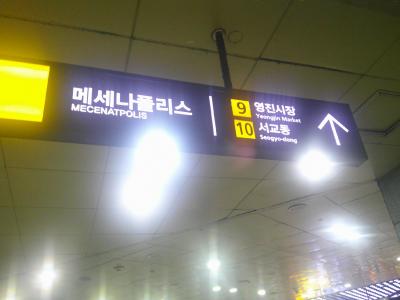 메세나폴리스
MECENATPOLIS
9 영진시장
Yeongjin Market
10 서교동
Seogyo-dong